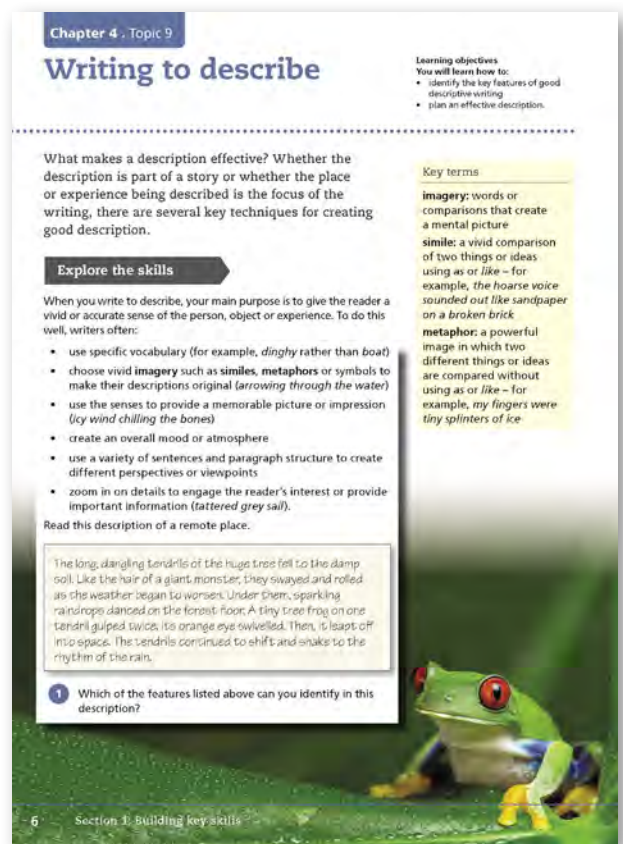 Chapter 4 . Topic 9
Writing to describe
Learning objectives
You will learn how to:
• identify the key features of good
descriptive writing
• plan an effective description.
What makes a description effective? Whether the
description is part of a story or whether the place
or experience being described is the focus of the
writing, there are several key techniques for creating
good description.
Key terms
imagery: words or
comparisons that create
a mental picture
simile: a vivid comparison
of two things or ideas
using as or like – for
example, the hoarse voice
sounded out like sandpaper
on a broken brick
metaphor: a powerful
image in which two
different things or ideas
are compared without
using as or like – for
example, my fingers were
tiny splinters of ice
Explore the skills
When you write to describe, your main purpose is to give the reader a
vivid or accurate sense of the person, object or experience. To do this
well, writers often:
• use specific vocabulary (for example, dinghy rather than boat)
• choose vivid imagery such as similes, metaphors or symbols to
make their descriptions original (arrowing through the water)
• use the senses to provide a memorable picture or impression
(icy wind chilling the bones)
• create an overall mood or atmosphere
• use a variety of sentences and paragraph structure to create
different perspectives or viewpoints
• zoom in on details to engage the reader's interest or provide
important information (tattered grey sail).
Read this description of a remote place.
The long, dangling tendrils of the huge tree fell to the damp
soil. Like the hair of a giant monster, they swayed and rolled
as the weather began to worsen. Under them, sparkling
raindrops danced on the forest floor. A tiny tree frog on one
tendril gulped twice, its orange eye swivelled. Then, it leapt off
into space. The tendrils continued to shift and shake to the
rhythm of the rain.
1 Which of the features listed above can you identify in this
description?
6 Section 1: Building key skills